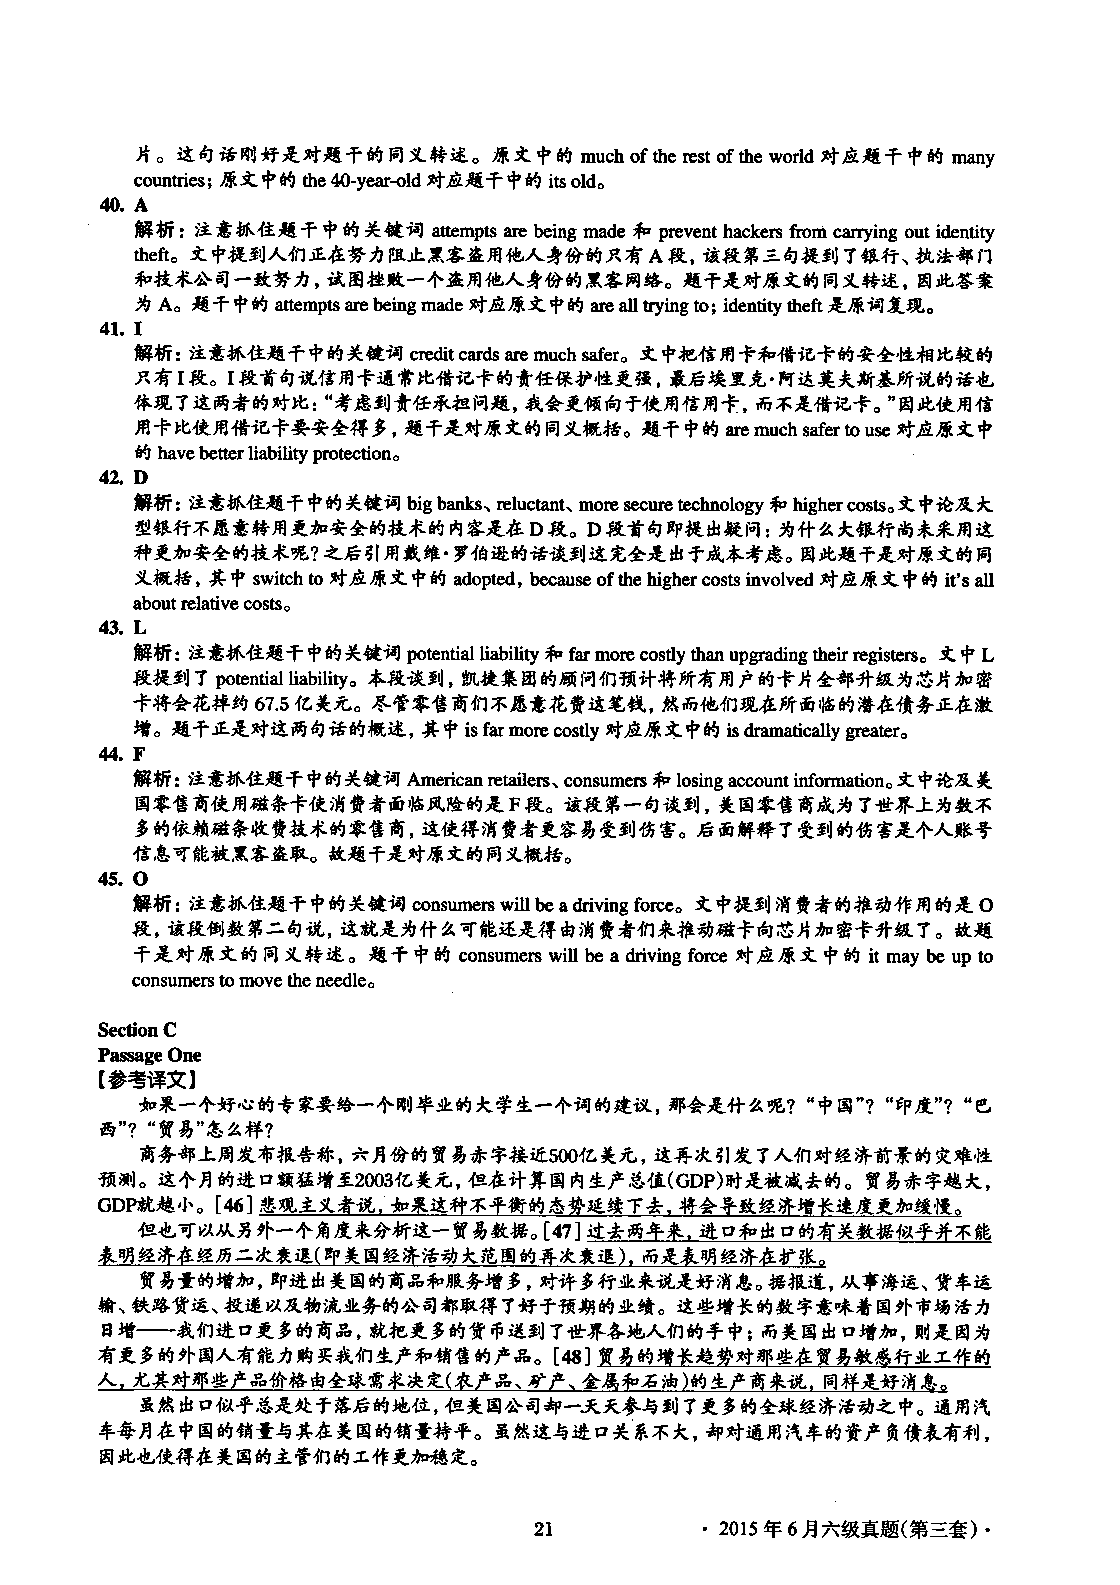 片。这句话刚好是对题干的同义转述。原文中的 much of the rest of the world 对应题干中的 many
countries; 原文中的 the 40-year-old 对应题干中的 its old。
40. A
解析：注意抓住题干中的关键词 attempts are being made 和 prevent hackers from carrying out identity
theft。文中提到人们正在努力阻止黑客盗用他人身份的只有 A 段，该段第三句提到了银行、执法部门
和技术公司一致努力，试图挫败一个盗用他人身份的黑客网络。题干是对原文的同义转述，因此答案
为 A。题干中的 attempts are being made 对应原文中的 are all trying to; identity theft 是原词复现。
41. I
解析：注意抓住题干中的关键词 credit cards are much safer。文中把信用卡和借记卡的安全性相比较的
只有 I 段。I 段首句说信用卡通常比借记卡的责任保护性更强，最后埃里克·阿达莫夫斯基所说的话也
体现了这两者的对比：“考虑到责任承担问题，我会更倾向于使用信用卡，而不是借记卡。”因此使用信
用卡比使用借记卡要安全得多，题干是对原文的同义概括。题干中的 are much safer to use 对应原文中
的 have better liability protection。
42. D
解析：注意抓住题干中的关键词 big banks、reluctant、more secure technology 和 higher costs。文中论及大
型银行不愿意转用更加安全的技术的内容是在 D 段。D 段首句即提出疑问：为什么大银行尚未采用这
种更加安全的技术呢？之后引用戴维·罗伯逊的话谈到这完全是出于成本考虑。因此题干是对原文的同
义概括，其中 switch to 对应原文中的 adopted, because of the higher costs involved 对应原文中的 it's all
about relative costs。
43. L
解析：注意抓住题干中的关键词 potential liability 和 far more costly than upgrading their registers。文中 L
段提到了 potential liability。本段谈到，凯捷集团的顾问们预计将所有用户的卡片全部升级为芯片加密
卡将会花掉约 67.5 亿美元。尽管零售商们不愿意花费这笔钱，然而他们现在所面临的潜在债务正在激
增。题干正是对这两句话的概述，其中 is far more costly 对应原文中的 is dramatically greater。
44. F
解析：注意抓住题干中的关键词 American retailers、consumers 和 losing account information。文中论及美
国零售商使用磁条卡使消费者面临风险的是 F 段。该段第一句谈到，美国零售商成为了世界上为数不
多的依赖磁条收费技术的零售商，这使得消费者更容易受到伤害。后面解释了受到的伤害是个人账号
信息可能被黑客盗取。故题干是对原文的同义概括。
45. O
解析：注意抓住题干中的关键词 consumers will be a driving force。文中提到消费者的推动作用的是 O
段，该段倒数第二句说，这就是为什么可能还是得由消费者们来推动磁卡向芯片加密卡升级了。故题
干是对原文的同义转述。题干中的 consumers will be a driving force 对应原文中的 it may be up to
consumers to move the needle。
Section C
Passage One
【参考译文】
如果一个好心的专家要给一个刚毕业的大学生一个词的建议，那会是什么呢？“中国”？“印度”？“巴
西”？“贸易”怎么样？
商务部上周发布报告称，六月份的贸易赤字接近500亿美元，这再次引发了人们对经济前景的灾难性
预测。这个月的进口额猛增至2003亿美元，但在计算国内生产总值(GDP)时是被减去的。贸易赤字越大，
GDP就越小。[46] 悲观主义者说，如果这种不平衡的态势延续下去，将会导致经济增长速度更加缓慢。
但也可以从另外一个角度来分析这一贸易数据。[47] 过去两年来，进口和出口的有关数据似乎并不能
表明经济在经历二次衰退(即美国经济活动大范围的再次衰退)，而是表明经济在扩张。
贸易量的增加，即进出美国的商品和服务增多，对许多行业来说是好消息。据报道，从事海运、货车运
输、铁路货运、投递以及物流业务的公司都取得了好于预期的业绩。这些增长的数字意味着国外市场活力
日增——我们进口更多的商品，就把更多的货币送到了世界各地人们的手中；而美国出口增加，则是因为
有更多的外国人有能力购买我们生产和销售的产品。[48] 贸易的增长趋势对那些在贸易敏感行业工作的
人，尤其对那些产品价格由全球需求决定(农产品、矿产、金属和石油)的生产商来说，同样是好消息。
虽然出口似乎总是处于落后的地位，但美国公司却一天天参与到了更多的全球经济活动之中。通用汽
车每月在中国的销量与其在美国的销量持平。虽然这与进口关系不大，却对通用汽车的资产负债表有利，
因此也使得在美国的主管们的工作更加稳定。
21
· 2015 年 6 月六级真题(第三套) ·